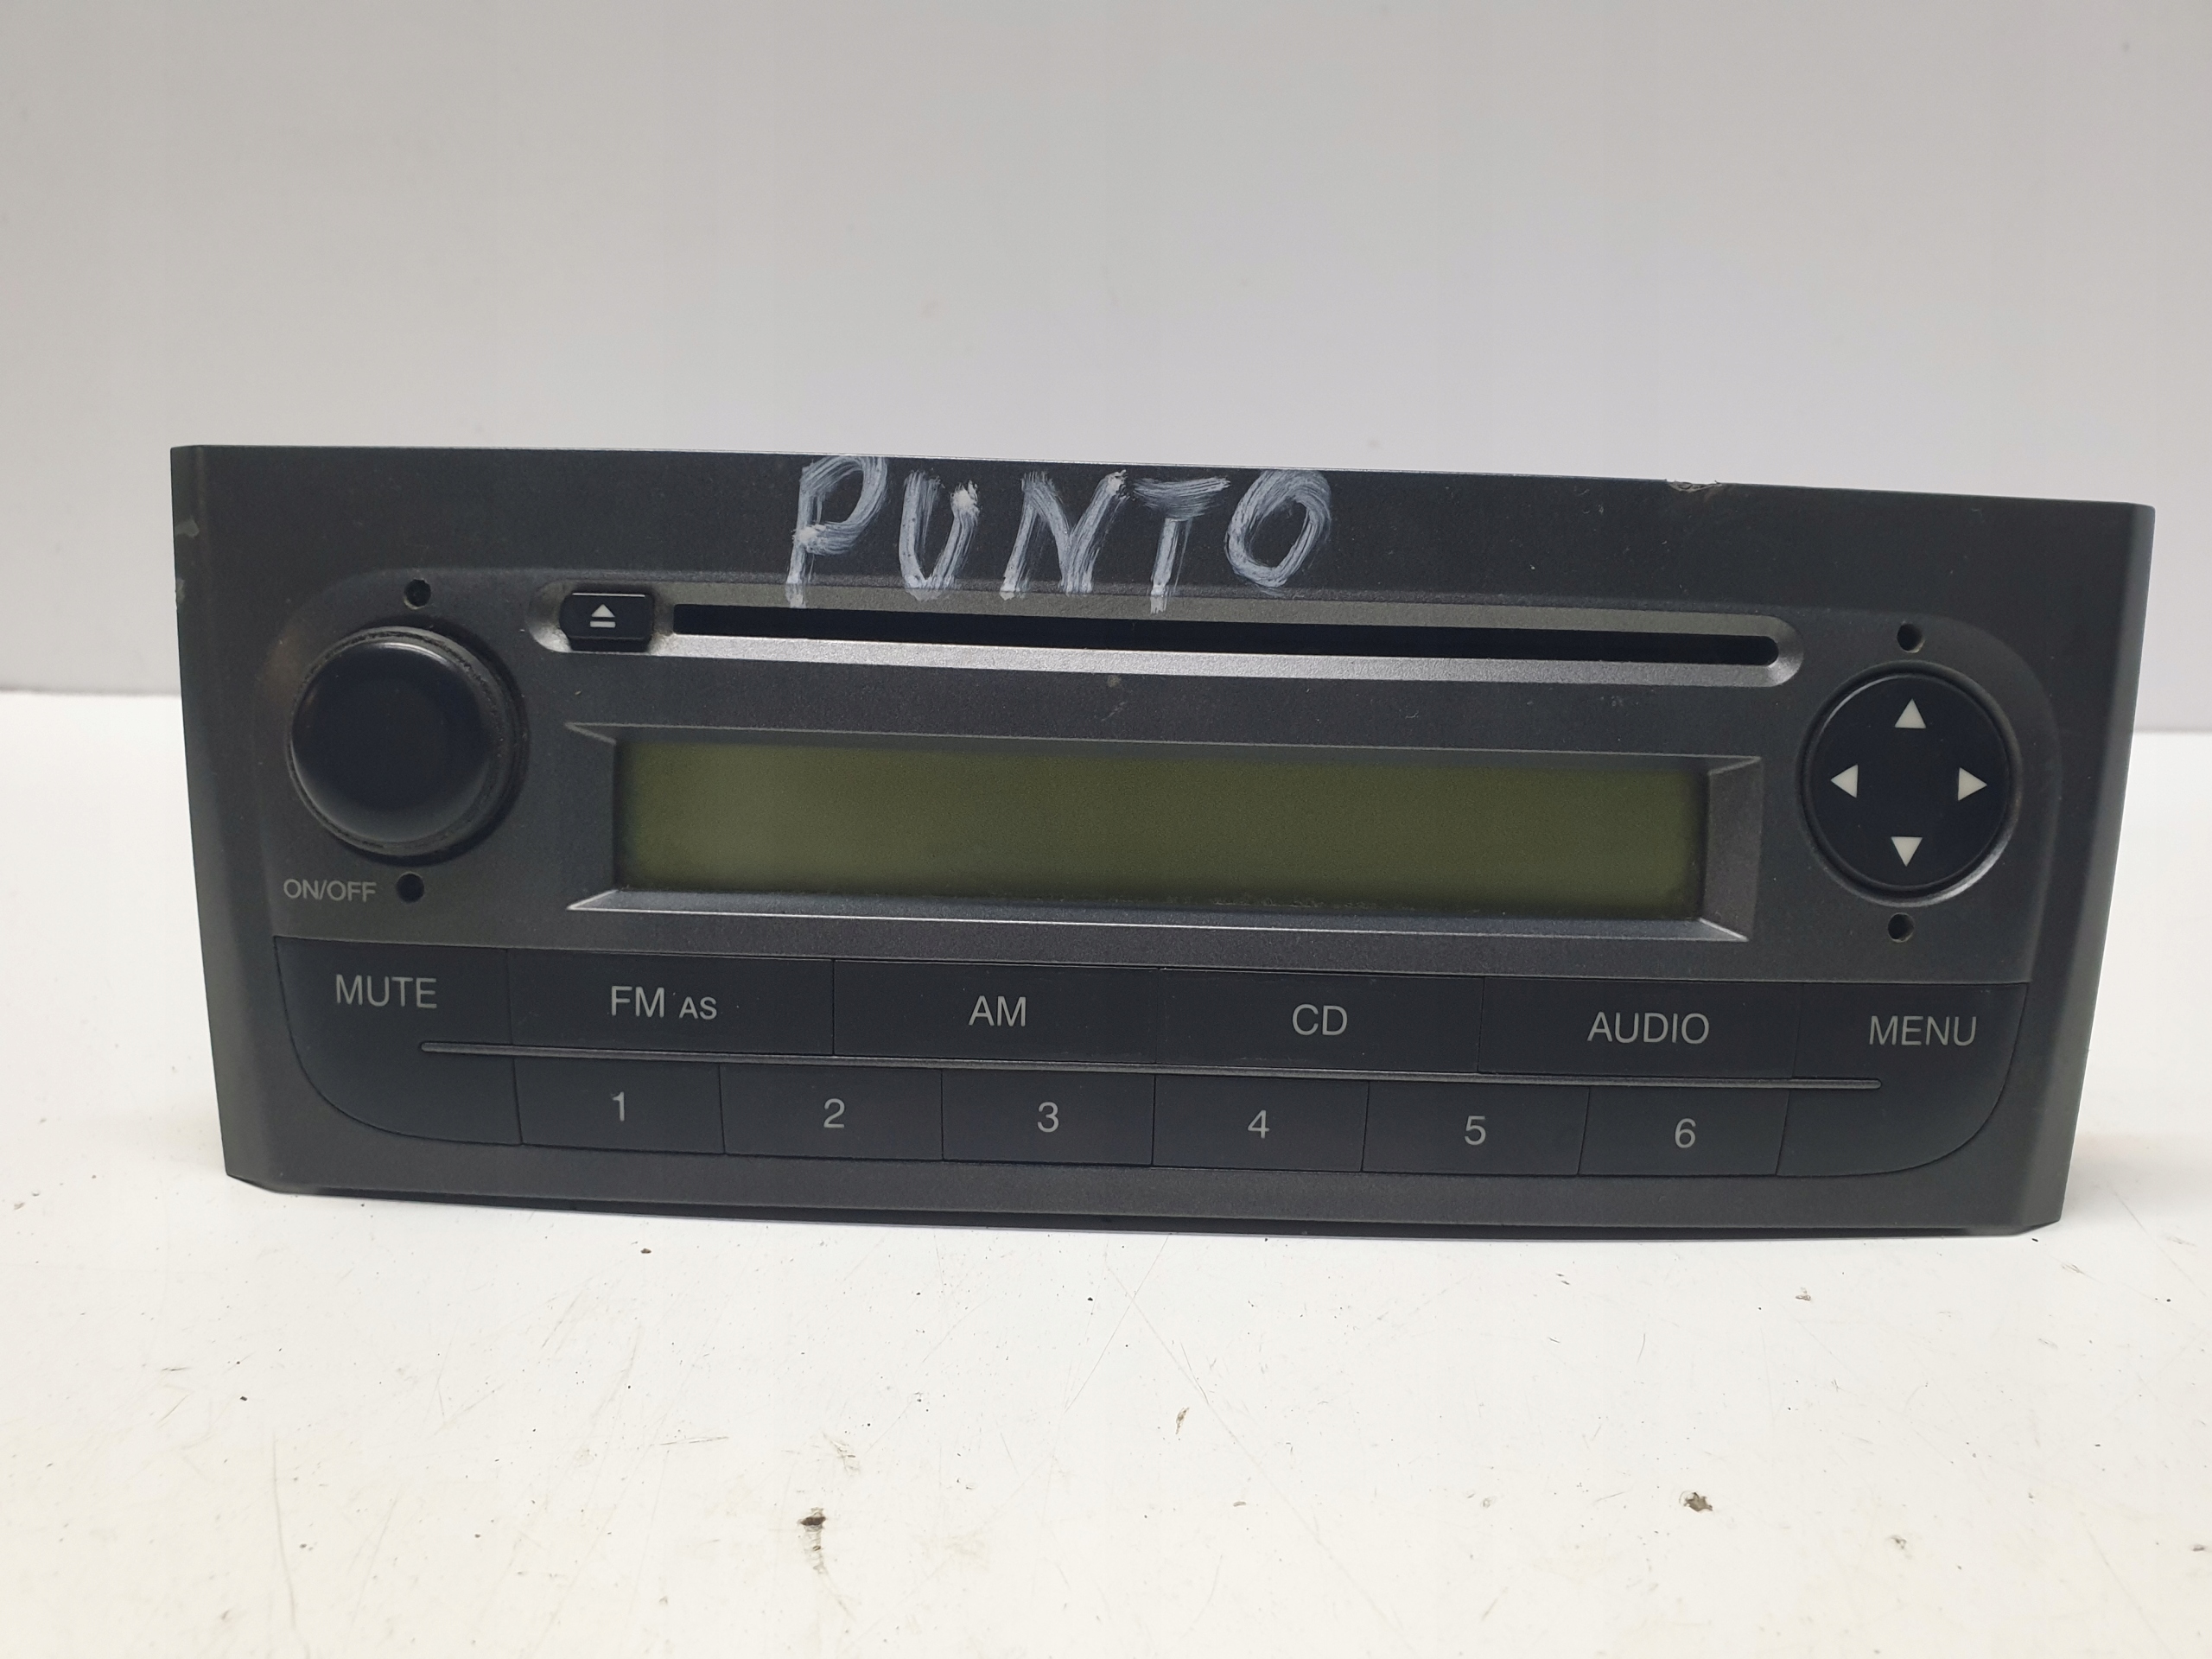 PUNTO
ON/OFF
MUTE FM AS AM CD AUDIO MENU
1 2 3 4 5 6